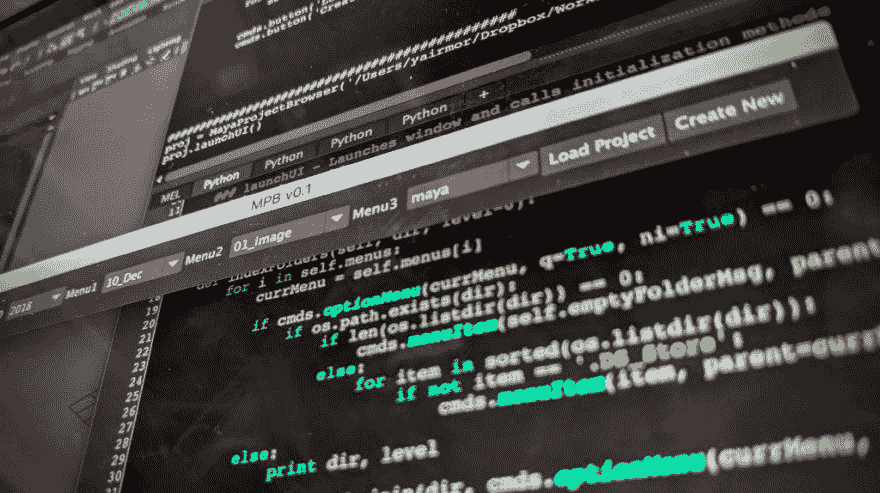 cmds.button(
cmds.button('Create
########################################
proj = MayaProjectBrowser('/Users/yairmor/Dropbox/Work
proj.launchUI()
MEL Python Python Python Python +
11 ### launchUI - Launches window and calls initialization methods
MPB v0.1
2018 Menu1 10_Dec Menu2 01_Image Menu3 maya Load Project Create New
def indexFolders(self, dir, level=0):
19 for i in self.menus:
20 currMenu = self.menus[i]
21
22 if cmds.optionMenu(currMenu, q=True, ni=True) == 0:
23 if os.path.exists(dir):
24 if len(os.listdir(dir)) == 0:
25 cmds.menuItem(self.emptyFolderMsg, parent
else:
26 for item in sorted(os.listdir(dir)):
27 if not item == '.DS_Store':
28 cmds.menuItem(item, parent=curr
29
30 else:
31 print dir, level
(dir, cmds.optionMenu(currMenu,